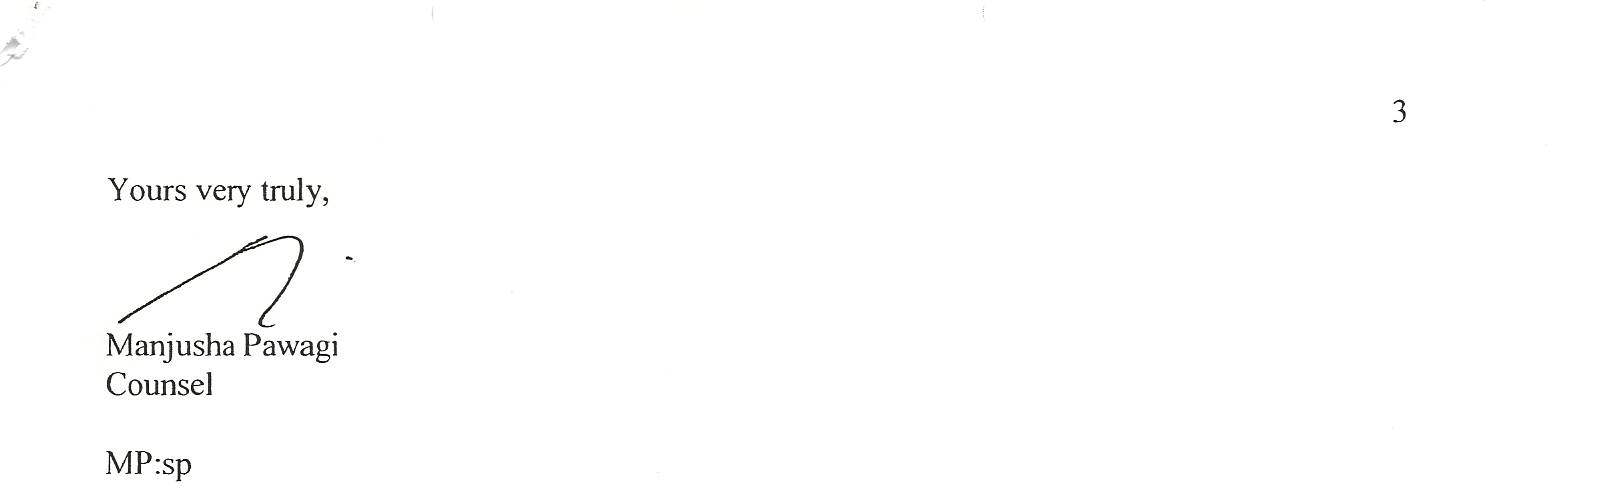 3
Yours very truly,
Manjusha Pawagi
Counsel
MP:sp